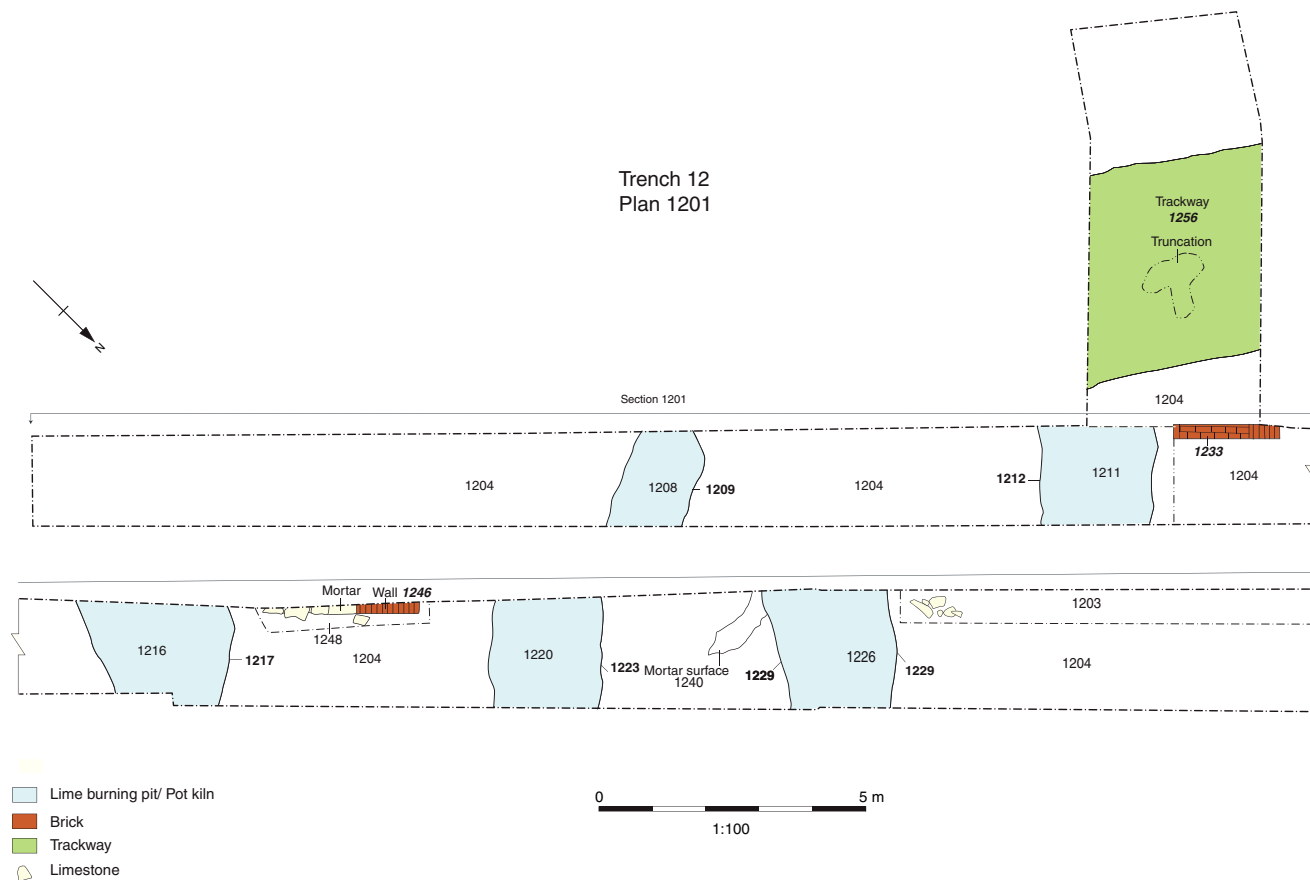 Trench 12
Plan 1201
Trackway
1256
Truncation
N
Section 1201
1204
1204
1208
1209
1204
1212
1211
1233
1204
Mortar
Wall 1246
1203
1216
1217
1248
1204
1220
1223
Mortar surface
1240
1229
1226
1229
1204
Lime burning pit/ Pot kiln
Brick
Trackway
Limestone
0
5 m
1:100